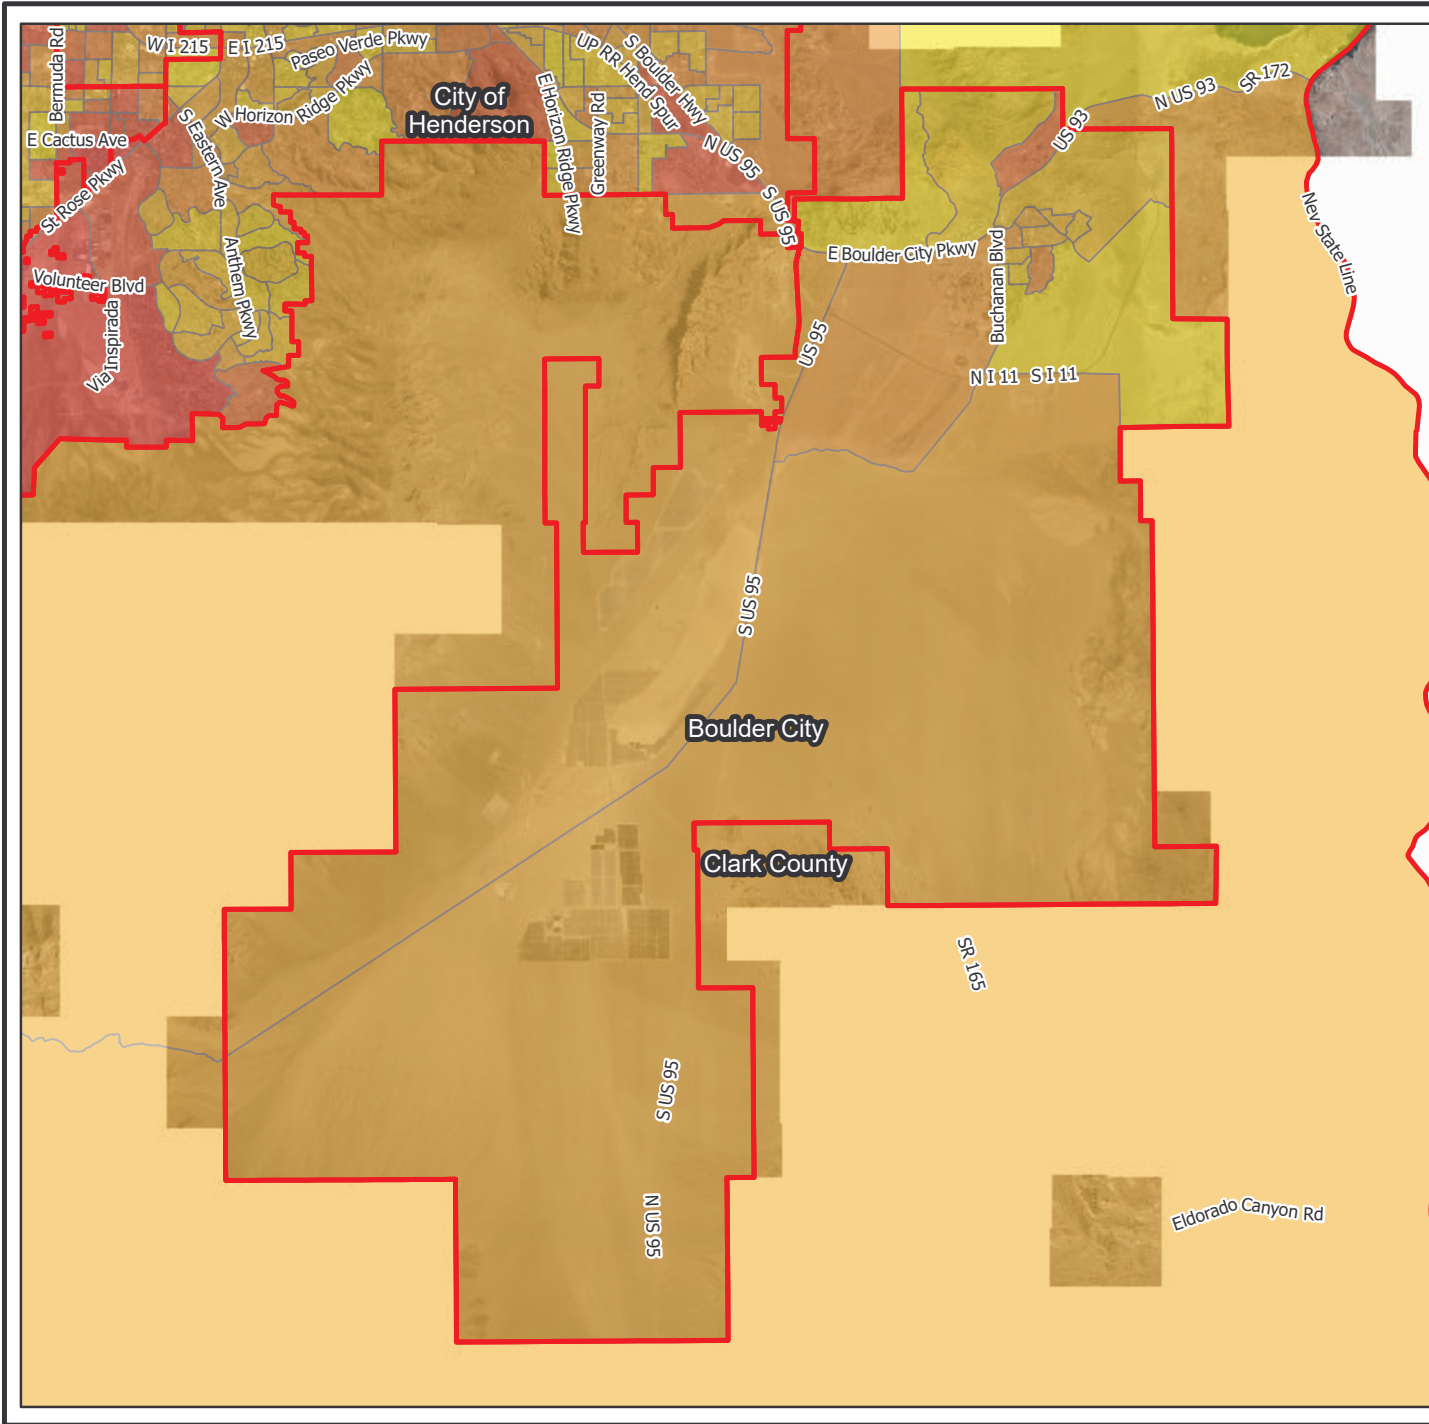 Bermuda Rd
W I 215
E I 215
Paseo Verde Pkwy
UP RR Hend Spur
S Boulder Hwy
N US 93
SR 172
City of
Henderson
W Horizon Ridge Pkwy
S Eastern Ave
E Horizon Ridge Pkwy
Greenway Rd
N US 95
US 93
E Cactus Ave
St Rose Pkwy
S US 95
Nev State Line
Anthem Pkwy
E Boulder City Pkwy
Buchanan Blvd
Volunteer Blvd
Via Inspirada
US 95
N I 11
S I 11
S US 95
Boulder City
Clark County
SR 165
S US 95
N US 95
Eldorado Canyon Rd